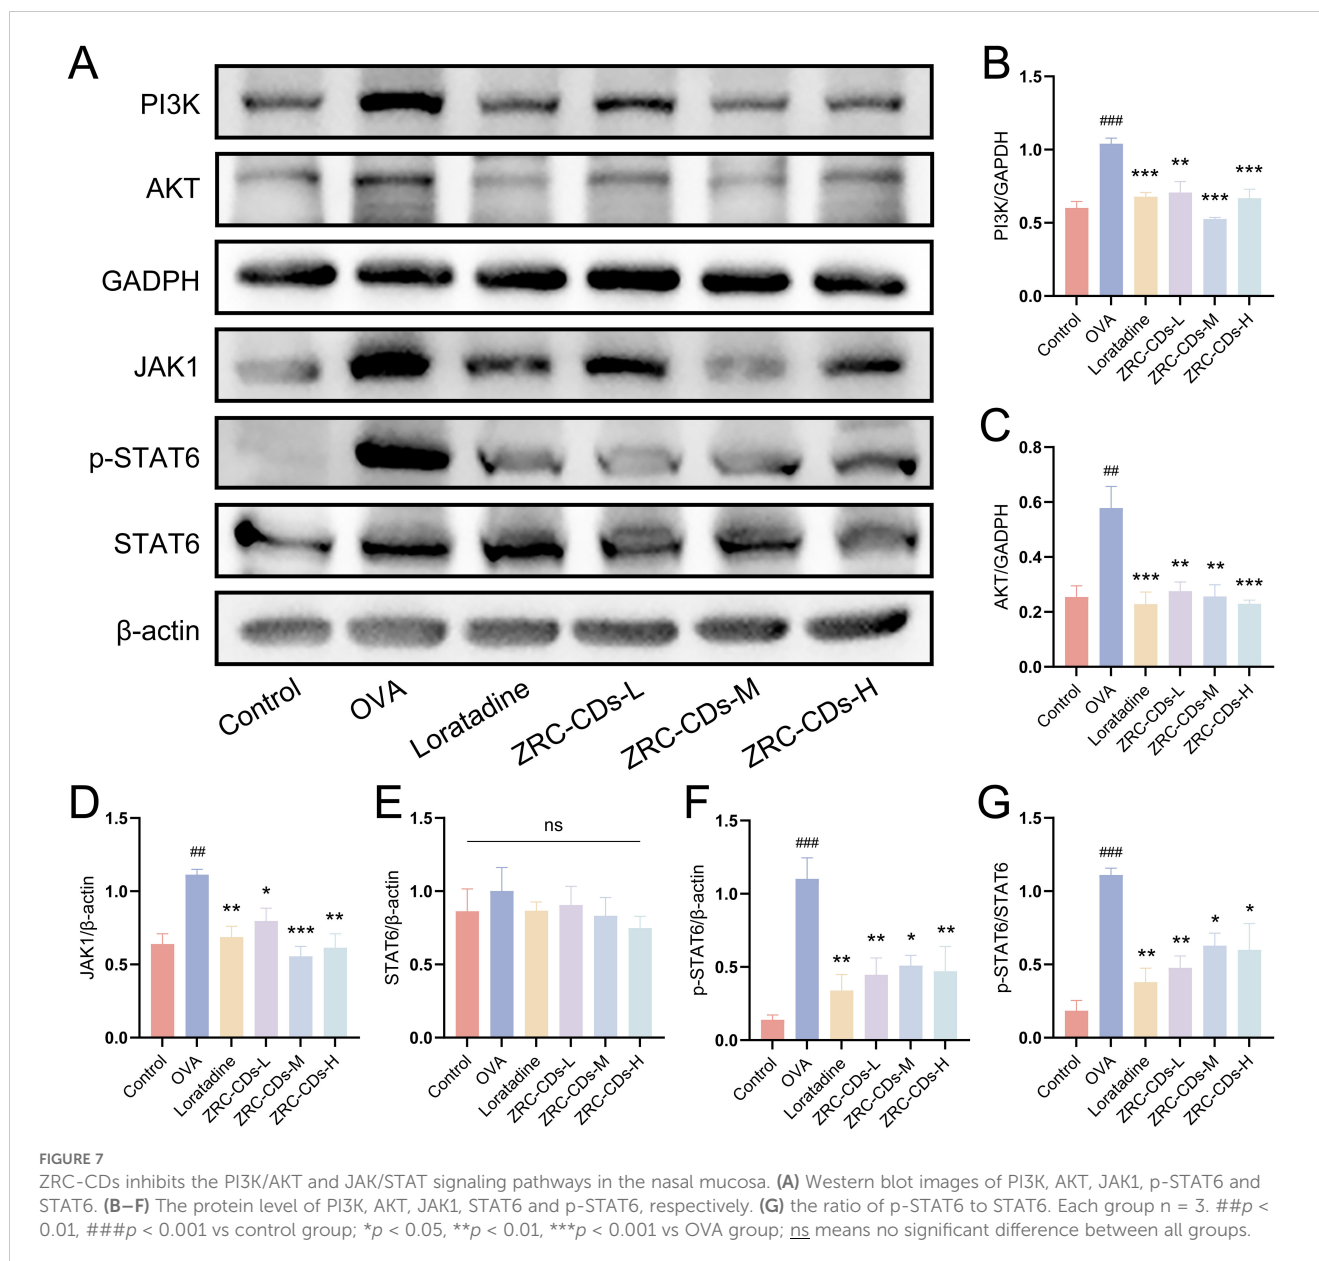 A
PI3K
AKT
GADPH
JAK1
p-STAT6
STAT6
β-actin
Control
OVA
Loratadine
ZRC-CDs-L
ZRC-CDs-M
ZRC-CDs-H
B
PI3K/GAPDH
1.5
1.0
0.5
0.0
###
***
**
***
***
Control
OVA
Loratadine
ZRC-CDs-L
ZRC-CDs-M
ZRC-CDs-H
C
AKT/GADPH
0.8
0.6
0.4
0.2
0.0
##
***
**
**
***
Control
OVA
Loratadine
ZRC-CDs-L
ZRC-CDs-M
ZRC-CDs-H
D
JAK1/β-actin
1.5
1.0
0.5
0.0
##
**
*
***
**
Control
OVA
Loratadine
ZRC-CDs-L
ZRC-CDs-M
ZRC-CDs-H
E
STAT6/β-actin
1.5
1.0
0.5
0.0
ns
Control
OVA
Loratadine
ZRC-CDs-L
ZRC-CDs-M
ZRC-CDs-H
F
p-STAT6/β-actin
1.5
1.0
0.5
0.0
###
**
**
*
**
Control
OVA
Loratadine
ZRC-CDs-L
ZRC-CDs-M
ZRC-CDs-H
G
p-STAT6/STAT6
1.5
1.0
0.5
0.0
###
**
**
*
*
Control
OVA
Loratadine
ZRC-CDs-L
ZRC-CDs-M
ZRC-CDs-H
FIGURE 7
ZRC-CDs inhibits the PI3K/AKT and JAK/STAT signaling pathways in the nasal mucosa. (A) Western blot images of PI3K, AKT, JAK1, p-STAT6 and
STAT6. (B–F) The protein level of PI3K, AKT, JAK1, STAT6 and p-STAT6, respectively. (G) the ratio of p-STAT6 to STAT6. Each group n = 3. ##p <
0.01, ###p < 0.001 vs control group; *p < 0.05, **p < 0.01, ***p < 0.001 vs OVA group; ns means no significant difference between all groups.